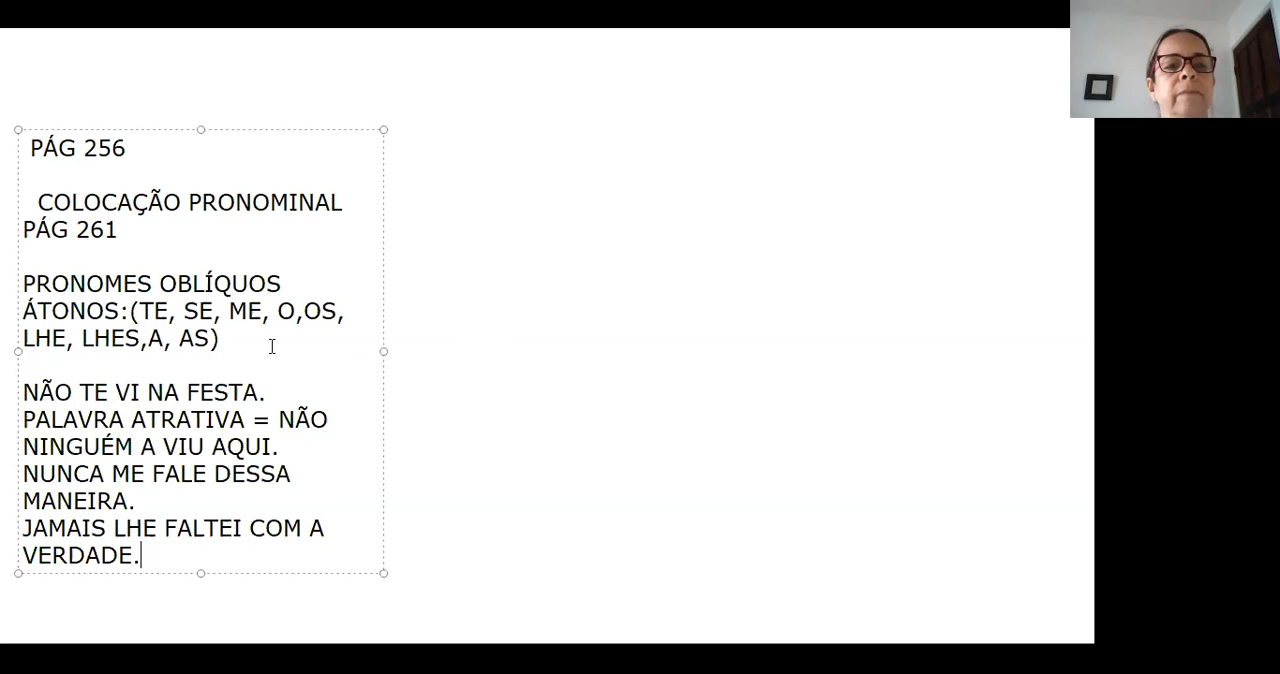 PÁG 256
COLOCAÇÃO PRONOMINAL
PÁG 261
PRONOMES OBLÍQUOS
ÁTONOS:(TE, SE, ME, O,OS,
LHE, LHES,A, AS)
NÃO TE VI NA FESTA.
PALAVRA ATRATIVA = NÃO
NINGUÉM A VIU AQUI.
NUNCA ME FALE DESSA
MANEIRA.
JAMAIS LHE FALTEI COM A
VERDADE.